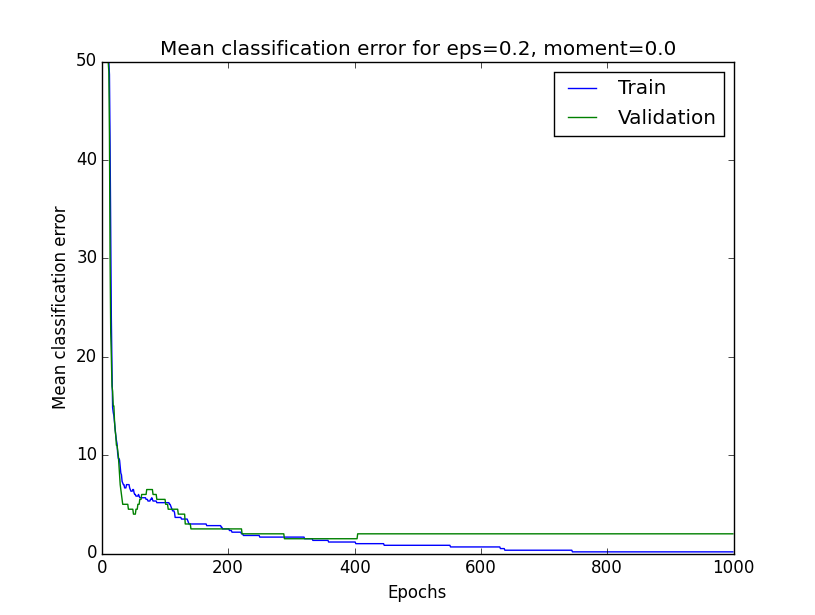 Mean classification error for eps=0.2, moment=0.0
Train
Validation
Mean classification error
50
40
30
20
10
0
0 200 400 600 800 1000
Epochs